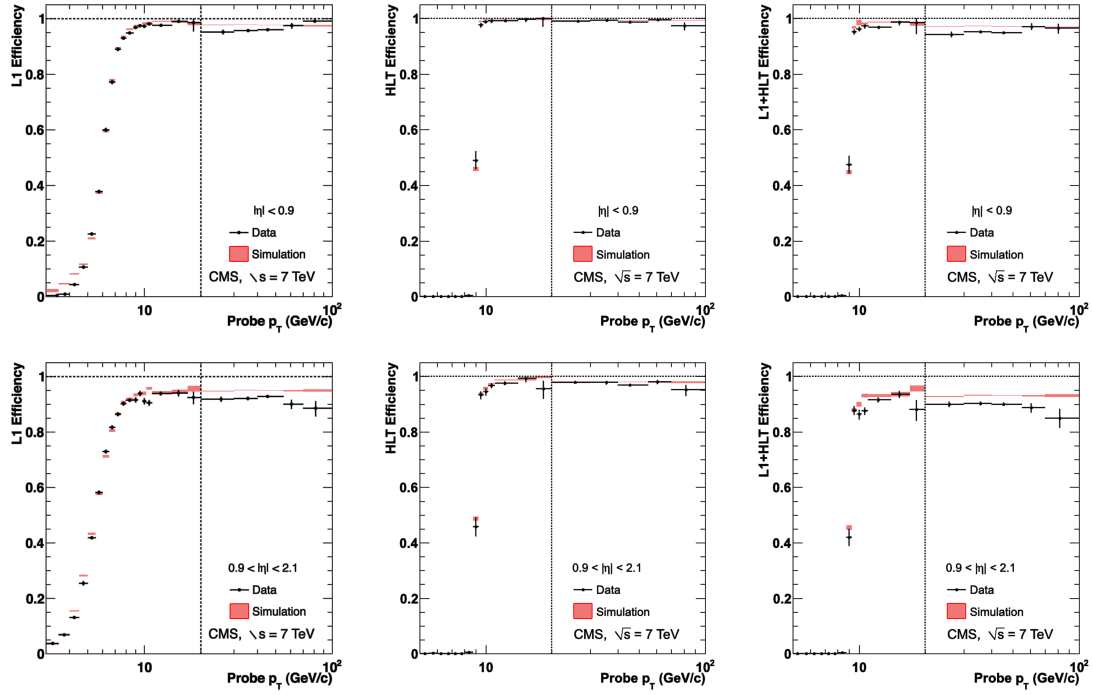 L1 Efficiency
1
0.8
0.6
0.4
0.2
0
|η| < 0.9
Data
Simulation
CMS, \ s = 7 TeV
10
10²
Probe p_T (GeV/c)
HLT Efficiency
1
0.8
0.6
0.4
0.2
0
|η| < 0.9
Data
Simulation
CMS, √s = 7 TeV
10
10²
Probe p_T (GeV/c)
L1+HLT Efficiency
1
0.8
0.6
0.4
0.2
0
|η| < 0.9
Data
Simulation
CMS, √s = 7 TeV
10
10²
Probe p_T (GeV/c)
L1 Efficiency
1
0.8
0.6
0.4
0.2
0
0.9 < |η| < 2.1
Data
Simulation
CMS, \ s = 7 TeV
10
10²
Probe p_T (GeV/c)
HLT Efficiency
1
0.8
0.6
0.4
0.2
0
0.9 < |η| < 2.1
Data
Simulation
CMS, √s = 7 TeV
10
10²
Probe p_T (GeV/c)
L1+HLT Efficiency
1
0.8
0.6
0.4
0.2
0
0.9 < |η| < 2.1
Data
Simulation
CMS, √s = 7 TeV
10
10²
Probe p_T (GeV/c)